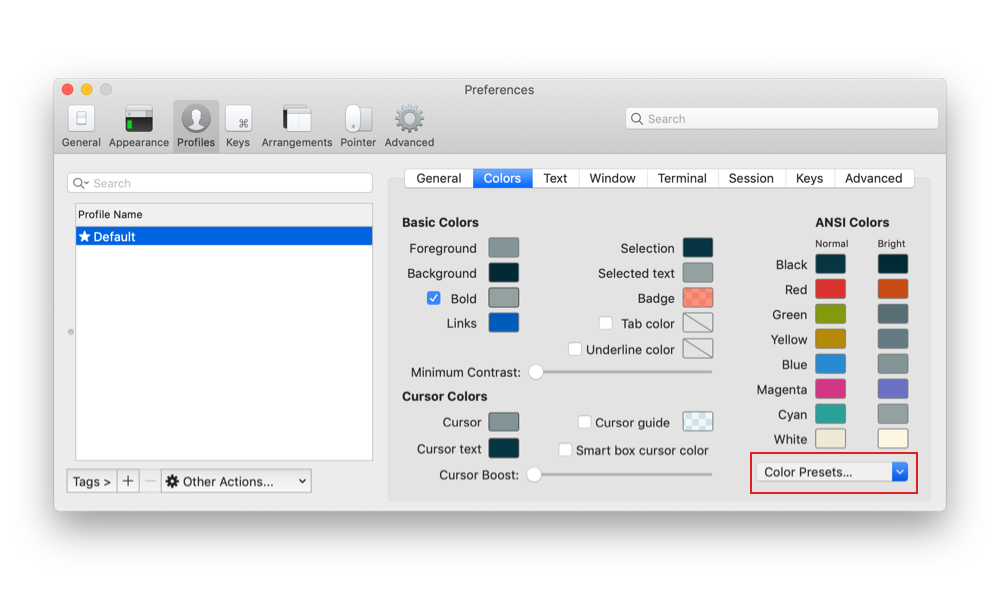 Preferences
General Appearance Profiles Keys Arrangements Pointer Advanced
Search
Search
Profile Name
Default
Tags > + − Other Actions...
General Colors Text Window Terminal Session Keys Advanced
Basic Colors
Foreground
Background
Bold
Links
Selection
Selected text
Badge
Tab color
Underline color
Minimum Contrast:
Cursor Colors
Cursor
Cursor text
Cursor guide
Smart box cursor color
Cursor Boost:
ANSI Colors
Normal Bright
Black
Red
Green
Yellow
Blue
Magenta
Cyan
White
Color Presets...